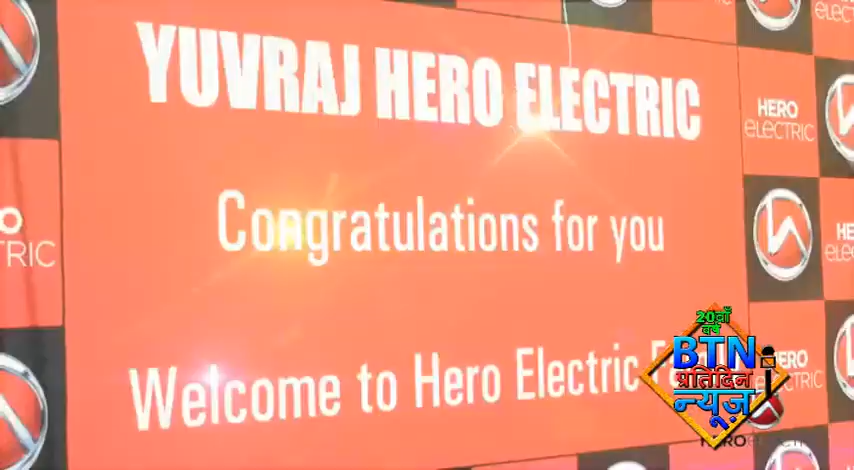 YUVRAJ HERO ELECTRIC
Congratulations for you
Welcome to Hero Electric
HERO
ELECTRIC
HERO
ELECTRIC
20वाँ
वर्ष
BTN
प्रतिदिन
न्यूज़